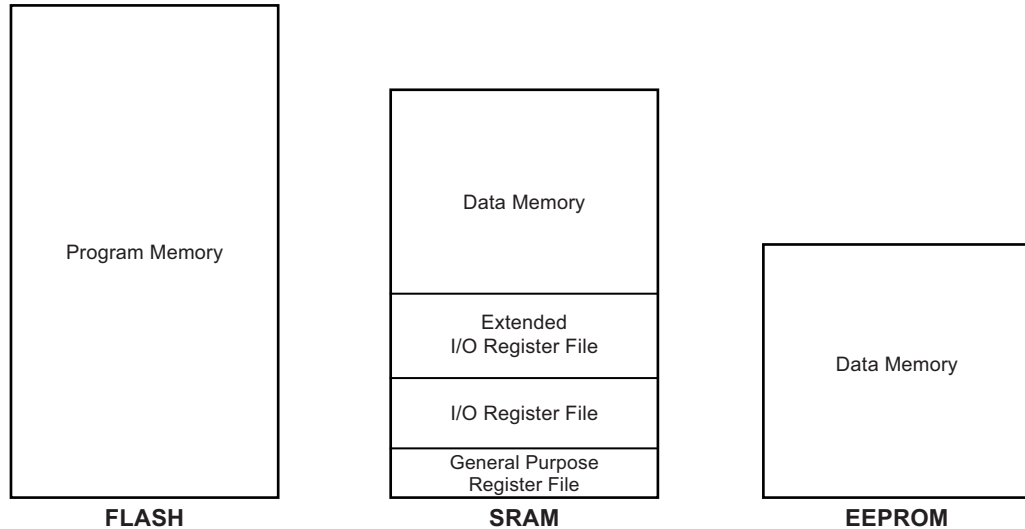 Program Memory
FLASH
Data Memory
Extended
I/O Register File
I/O Register File
General Purpose
Register File
SRAM
Data Memory
EEPROM